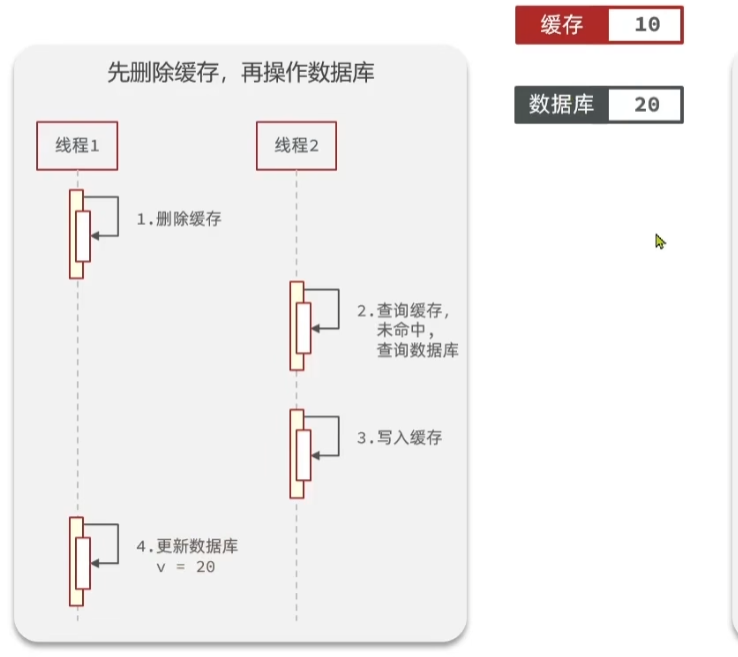 缓存 10
先删除缓存，再操作数据库
数据库 20
线程1 线程2
1.删除缓存
2.查询缓存，
未命中，
查询数据库
3.写入缓存
4.更新数据库
v = 20